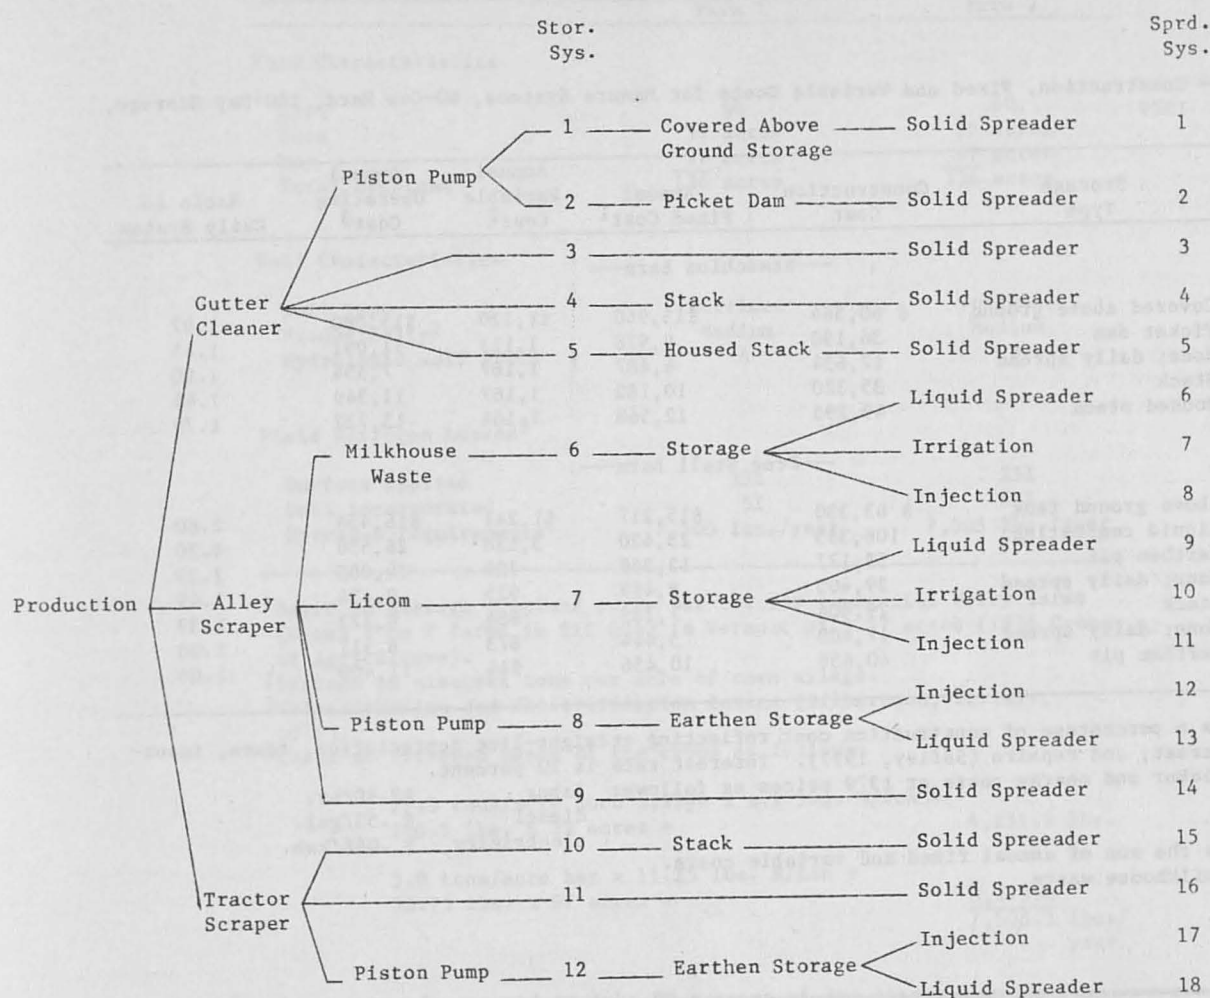 Stor. Sprd.
Sys. Sys.
1 Covered Above Solid Spreader 1
Ground Storage
Piston Pump
2 Picket Dam Solid Spreader 2
3 Solid Spreader 3
Gutter 4 Stack Solid Spreader 4
Cleaner
5 Housed Stack Solid Spreader 5
Liquid Spreader 6
Milkhouse 6 Storage Irrigation 7
Waste
Injection 8
Liquid Spreader 9
Production Alley Licom 7 Storage Irrigation 10
Scraper
Injection 11
Injection 12
Piston Pump 8 Earthen Storage
Liquid Spreader 13
9 Solid Spreader 14
10 Stack Solid Spreeader 15
11 Solid Spreader 16
Tractor
Scraper
Injection 17
Piston Pump 12 Earthen Storage
Liquid Spreader 18